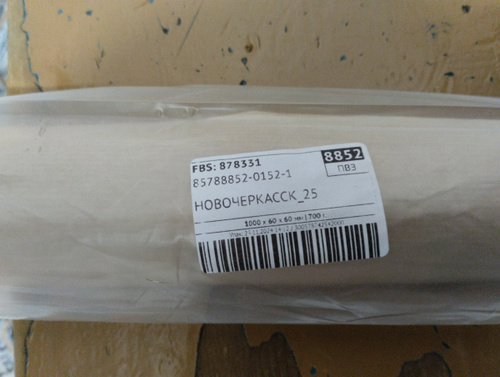 FBS: 878331
8852
85788852-0152-1
ПВЗ
НОВОЧЕРКАССК_25
1000 x 60 x 60 мм | 700 г.